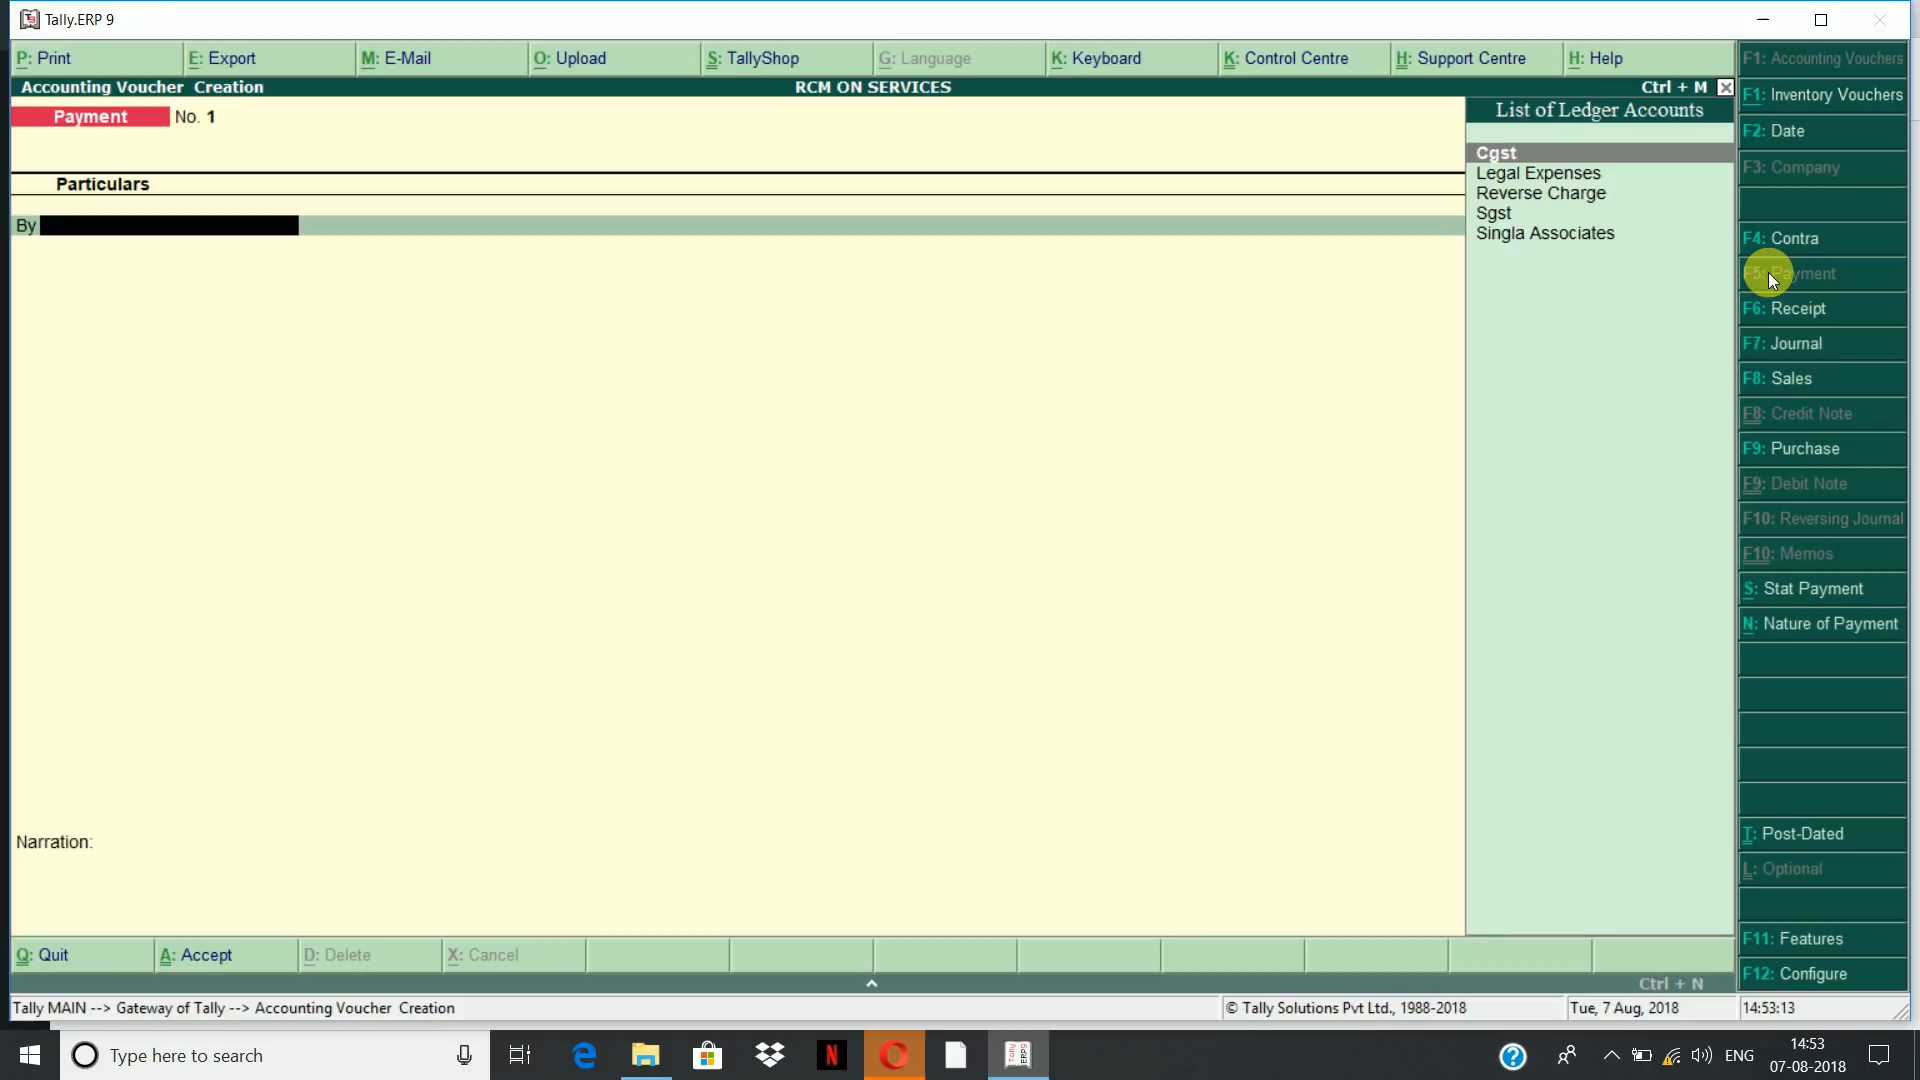 Tally.ERP 9
P: Print E: Export M: E-Mail O: Upload S: TallyShop G: Language K: Keyboard K: Control Centre H: Support Centre H: Help
Accounting Voucher Creation RCM ON SERVICES Ctrl + M
Payment No. 1
Particulars
By
List of Ledger Accounts
Cgst
Legal Expenses
Reverse Charge
Sgst
Singla Associates
F1: Accounting Vouchers
F1: Inventory Vouchers
F2: Date
F3: Company
F4: Contra
F5: Payment
F6: Receipt
F7: Journal
F8: Sales
F8: Credit Note
F9: Purchase
F9: Debit Note
F10: Reversing Journal
F10: Memos
S: Stat Payment
N: Nature of Payment
T: Post-Dated
L: Optional
F11: Features
F12: Configure
Narration:
Q: Quit A: Accept D: Delete X: Cancel
Ctrl + N
Tally MAIN --> Gateway of Tally --> Accounting Voucher Creation © Tally Solutions Pvt Ltd., 1988-2018 Tue, 7 Aug, 2018 14:53:13
Type here to search
N
Tally ERP9
ENG
14:53
07-08-2018